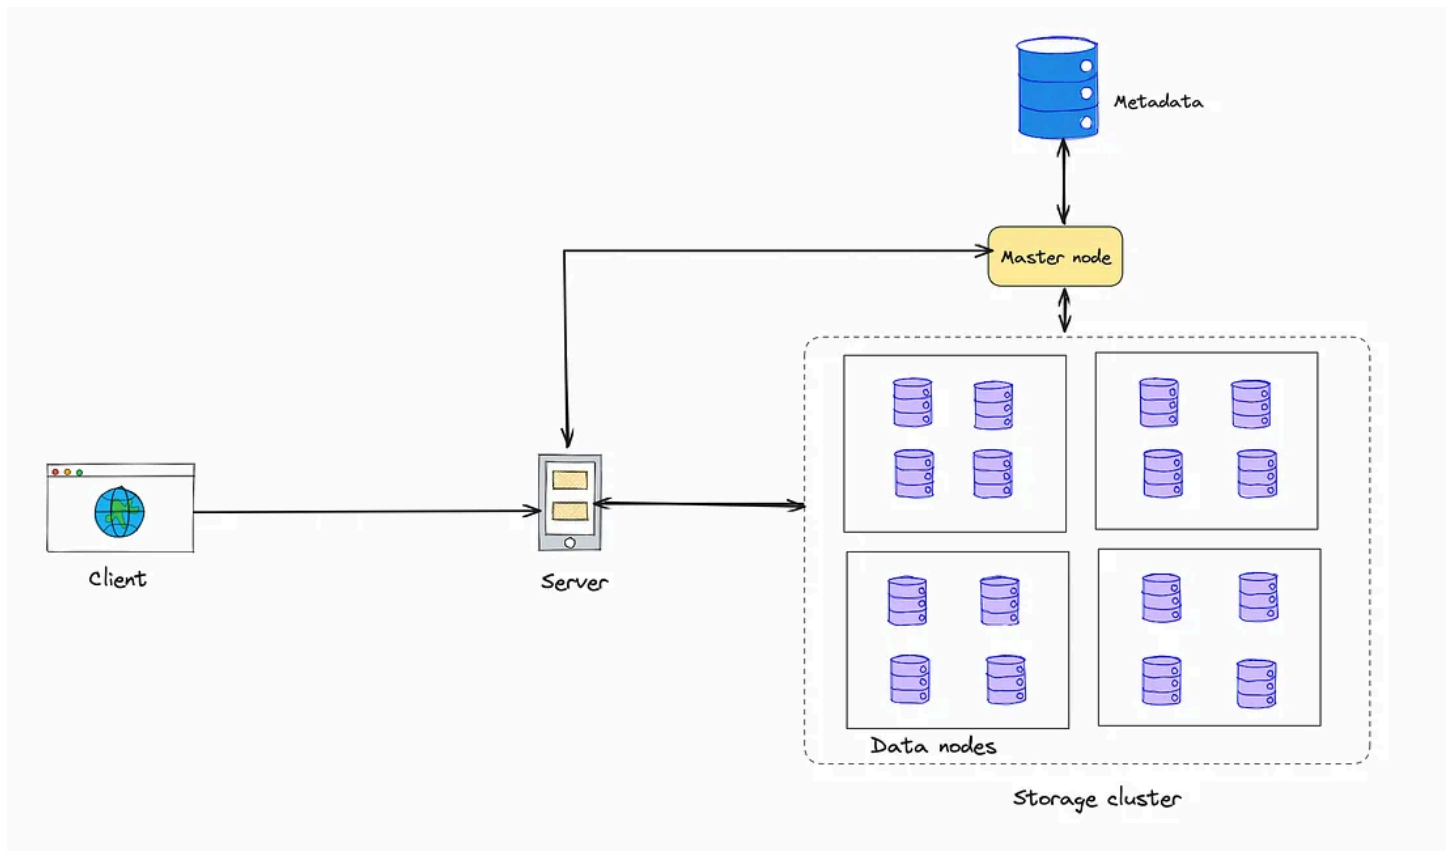 Metadata
Master node
Client
Server
Data nodes
Storage cluster